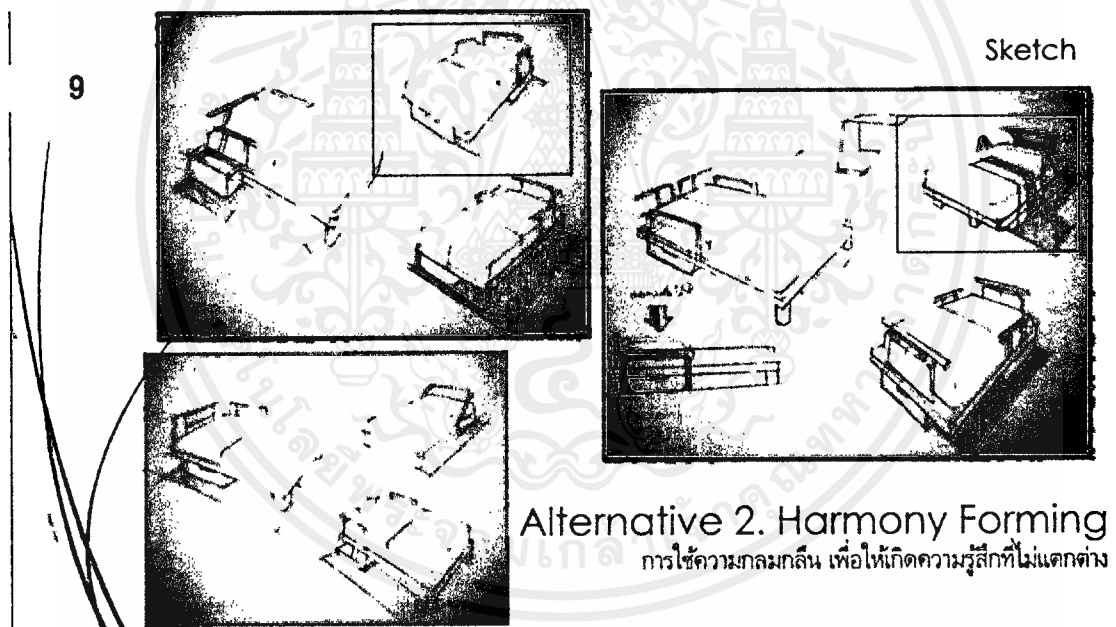 9
Sketch
Alternative 2. Harmony Forming
การใช้ความกลมกลืน เพื่อให้เกิดความรู้สึกที่ไม่แตกต่าง